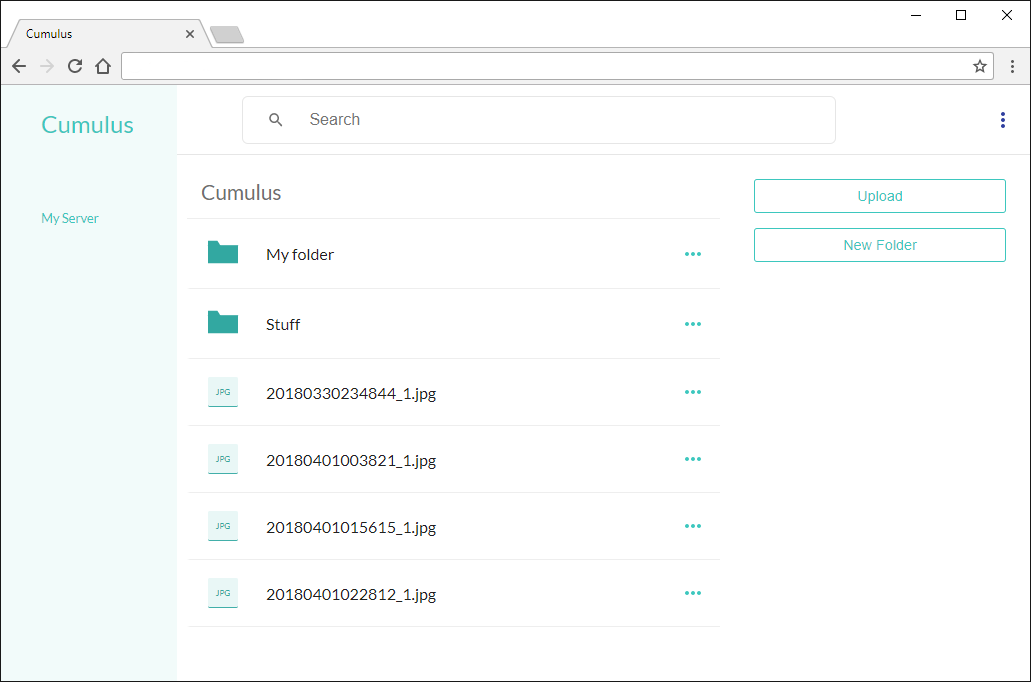 Cumulus
Cumulus
Search
My Server
Cumulus
Upload
New Folder
My folder
Stuff
JPG 20180330234844_1.jpg
JPG 20180401003821_1.jpg
JPG 20180401015615_1.jpg
JPG 20180401022812_1.jpg